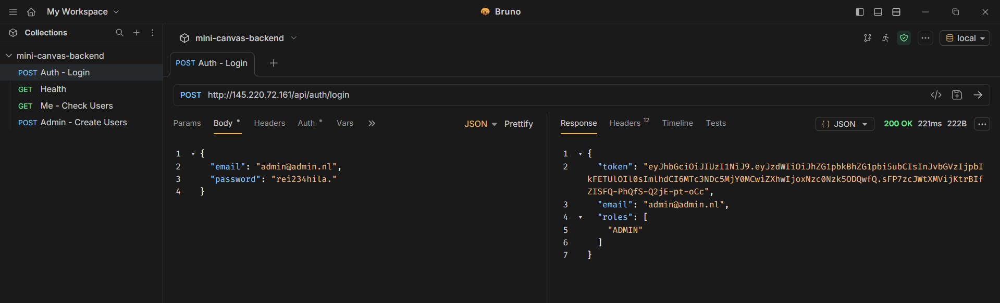 My Workspace
Bruno
Collections
mini-canvas-backend
POST Auth - Login
GET Health
GET Me - Check Users
POST Admin - Create Users
mini-canvas-backend
local
POST Auth - Login
POST http://145.220.72.161/api/auth/login
Params Body Headers Auth Vars JSON Prettify
1 {
2 "email": "admin@admin.nl",
3 "password": "rei234hila."
4 }
Response Headers 12 Timeline Tests { } JSON 200 OK 221ms 222B
1 {
2 "token": "eyJhbGciOiJIUzI1NiJ9.eyJzdWIiOiJhZG1pbkBhZG1pbi5ubCIsInJvbGVzIjpbI
kFETUlOIl0sImlhdCI6MTc3NDc5MjY0MCwiZXhwIjoxNzc0Nzk5ODQwfQ.sFP7zcJWtXMVijKtrBIf
ZISFQ-PhQfS-Q2jE-pt-oCc",
3 "email": "admin@admin.nl",
4 "roles": [
5 "ADMIN"
6 ]
7 }